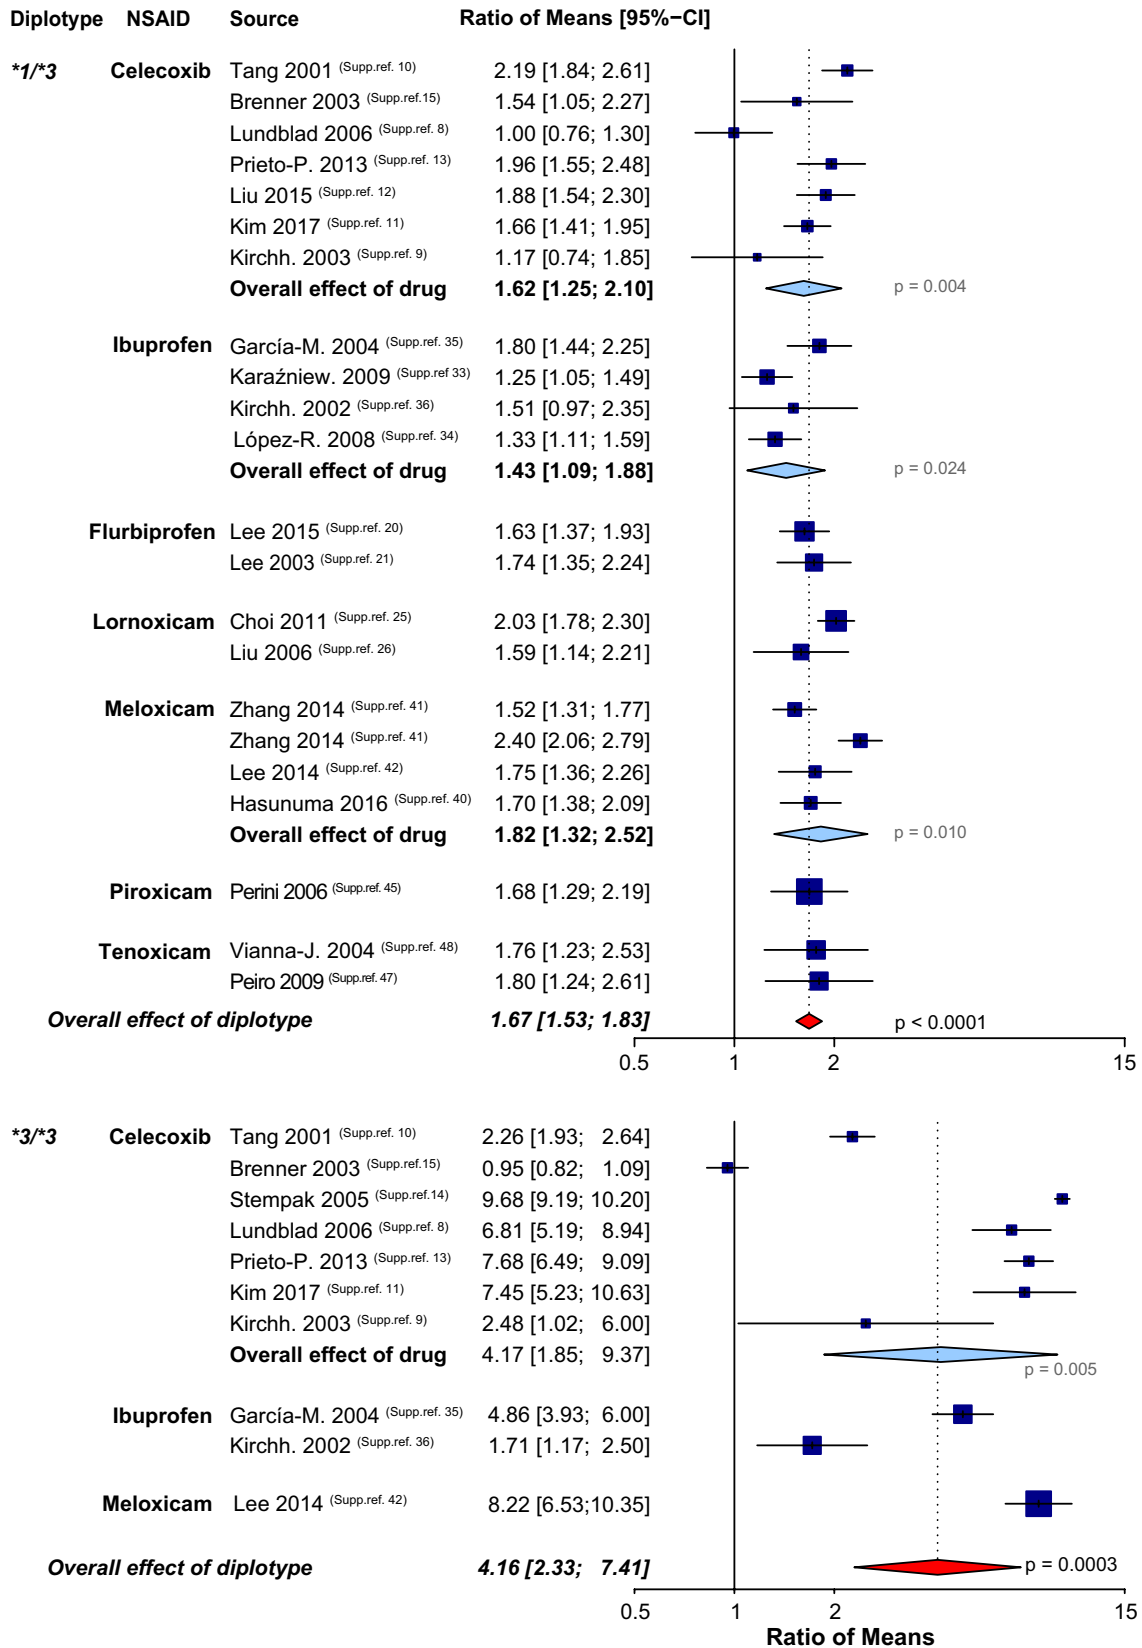 Diplotype NSAID Source Ratio of Means [95%−CI]
*1/*3 Celecoxib Tang 2001 (Supp.ref. 10) 2.19 [1.84; 2.61]
Brenner 2003 (Supp.ref.15) 1.54 [1.05; 2.27]
Lundblad 2006 (Supp.ref. 8) 1.00 [0.76; 1.30]
Prieto-P. 2013 (Supp.ref. 13) 1.96 [1.55; 2.48]
Liu 2015 (Supp.ref. 12) 1.88 [1.54; 2.30]
Kim 2017 (Supp.ref. 11) 1.66 [1.41; 1.95]
Kirchh. 2003 (Supp.ref. 9) 1.17 [0.74; 1.85]
Overall effect of drug 1.62 [1.25; 2.10] p = 0.004
Ibuprofen García-M. 2004 (Supp.ref. 35) 1.80 [1.44; 2.25]
Karaźniew. 2009 (Supp.ref 33) 1.25 [1.05; 1.49]
Kirchh. 2002 (Supp.ref. 36) 1.51 [0.97; 2.35]
López-R. 2008 (Supp.ref. 34) 1.33 [1.11; 1.59]
Overall effect of drug 1.43 [1.09; 1.88] p = 0.024
Flurbiprofen Lee 2015 (Supp.ref. 20) 1.63 [1.37; 1.93]
Lee 2003 (Supp.ref. 21) 1.74 [1.35; 2.24]
Lornoxicam Choi 2011 (Supp.ref. 25) 2.03 [1.78; 2.30]
Liu 2006 (Supp.ref. 26) 1.59 [1.14; 2.21]
Meloxicam Zhang 2014 (Supp.ref. 41) 1.52 [1.31; 1.77]
Zhang 2014 (Supp.ref. 41) 2.40 [2.06; 2.79]
Lee 2014 (Supp.ref. 42) 1.75 [1.36; 2.26]
Hasunuma 2016 (Supp.ref. 40) 1.70 [1.38; 2.09]
Overall effect of drug 1.82 [1.32; 2.52] p = 0.010
Piroxicam Perini 2006 (Supp.ref. 45) 1.68 [1.29; 2.19]
Tenoxicam Vianna-J. 2004 (Supp.ref. 48) 1.76 [1.23; 2.53]
Peiro 2009 (Supp.ref. 47) 1.80 [1.24; 2.61]
Overall effect of diplotype 1.67 [1.53; 1.83] p < 0.0001
0.5 1 2 15
*3/*3 Celecoxib Tang 2001 (Supp.ref. 10) 2.26 [1.93; 2.64]
Brenner 2003 (Supp.ref.15) 0.95 [0.82; 1.09]
Stempak 2005 (Supp.ref.14) 9.68 [9.19; 10.20]
Lundblad 2006 (Supp.ref. 8) 6.81 [5.19; 8.94]
Prieto-P. 2013 (Supp.ref. 13) 7.68 [6.49; 9.09]
Kim 2017 (Supp.ref. 11) 7.45 [5.23; 10.63]
Kirchh. 2003 (Supp.ref. 9) 2.48 [1.02; 6.00]
Overall effect of drug 4.17 [1.85; 9.37] p = 0.005
Ibuprofen García-M. 2004 (Supp.ref. 35) 4.86 [3.93; 6.00]
Kirchh. 2002 (Supp.ref. 36) 1.71 [1.17; 2.50]
Meloxicam Lee 2014 (Supp.ref. 42) 8.22 [6.53;10.35]
Overall effect of diplotype 4.16 [2.33; 7.41] p = 0.0003
0.5 1 2 15
Ratio of Means